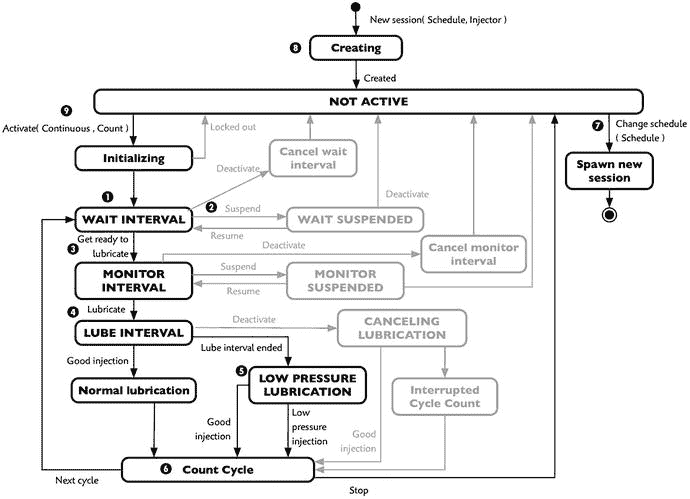 New session( Schedule, Injector )
8
Creating
Created
NOT ACTIVE
9
Activate( Continuous , Count )
Locked out
7
Change schedule
( Schedule )
Initializing
Cancel wait
interval
Spawn new
session
Deactivate
Deactivate
1
2
WAIT INTERVAL
Suspend
WAIT SUSPENDED
Resume
3
Get ready to
lubricate
Deactivate
Cancel monitor
interval
MONITOR
INTERVAL
Suspend
MONITOR
SUSPENDED
Resume
Lubricate
4
LUBE INTERVAL
Deactivate
CANCELING
LUBRICATION
Good injection
Lube interval ended
5
Normal lubrication
LOW PRESSURE
LUBRICATION
Interrupted
Cycle Count
Good
injection
Low
pressure
injection
Good
injection
6
Count Cycle
Next cycle
Stop